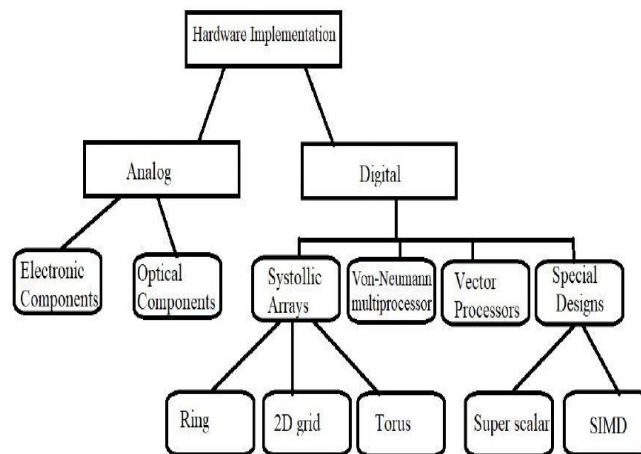 Hardware Implementation
Analog
Digital
Electronic
Components
Optical
Components
Systollic
Arrays
Von-Neumann
multiprocessor
Vector
Processors
Special
Designs
Ring
2D grid
Torus
Super scalar
SIMD